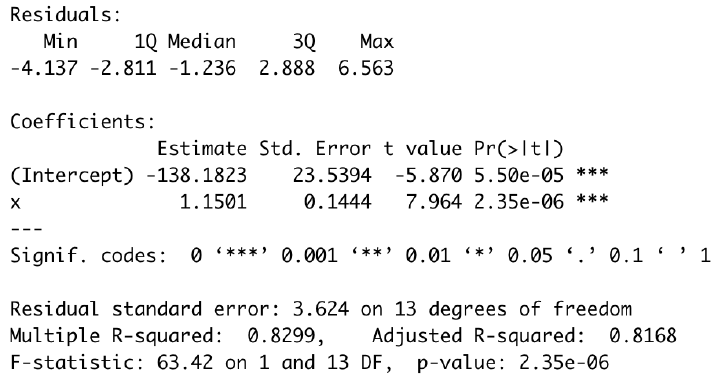 Residuals:
   Min     1Q Median     3Q    Max
-4.137 -2.811 -1.236  2.888  6.563

Coefficients:
             Estimate Std. Error t value Pr(>|t|)
(Intercept) -138.1823    23.5394  -5.870 5.50e-05 ***
x              1.1501     0.1444   7.964 2.35e-06 ***
---
Signif. codes:  0 ‘***’ 0.001 ‘**’ 0.01 ‘*’ 0.05 ‘.’ 0.1 ‘ ’ 1

Residual standard error: 3.624 on 13 degrees of freedom
Multiple R-squared:  0.8299,    Adjusted R-squared:  0.8168
F-statistic: 63.42 on 1 and 13 DF,  p-value: 2.35e-06